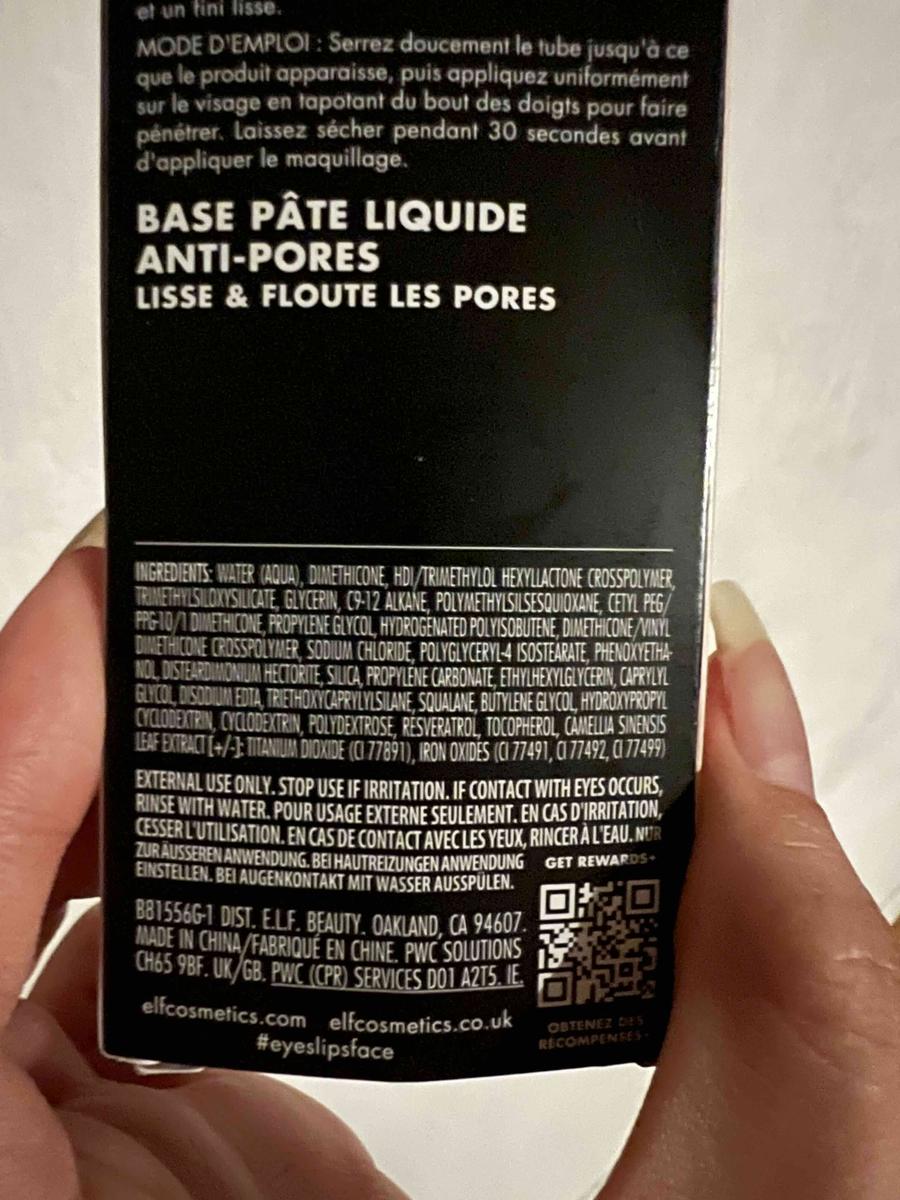 et un fini lisse.
MODE D'EMPLOI : Serrez doucement le tube jusqu'à ce
que le produit apparaisse, puis appliquez uniformément
sur le visage en tapotant du bout des doigts pour faire
pénétrer. Laissez sécher pendant 30 secondes avant
d'appliquer le maquillage.
BASE PÂTE LIQUIDE
ANTI-PORES
LISSE & FLOUTE LES PORES
INGREDIENTS: WATER (AQUA), DIMETHICONE, HDI/TRIMETHYLOL HEXYLLACTONE CROSSPOLYMER,
TRIMETHYLSILOXYSILICATE, GLYCERIN, C9-12 ALKANE, POLYMETHYLSILSESQUIOXANE, CETYL PEG/
PPG-10/1 DIMETHICONE, PROPYLENE GLYCOL, HYDROGENATED POLYISOBUTENE, DIMETHICONE/VINYL
DIMETHICONE CROSSPOLYMER, SODIUM CHLORIDE, POLYGLYCERYL-4 ISOSTEARATE, PHENOXYETHA-
NOL, DISTEARDIMONIUM HECTORITE, SILICA, PROPYLENE CARBONATE, ETHYLHEXYLGLYCERIN, CAPRYLYL
GLYCOL, DISODIUM EDTA, TRIETHOXYCAPRYLYLSILANE, SQUALANE, BUTYLENE GLYCOL, HYDROXYPROPYL
CYCLODEXTRIN, CYCLODEXTRIN, POLYDEXTROSE, RESVERATROL, TOCOPHEROL, CAMELLIA SINENSIS
LEAF EXTRACT [+/-]: TITANIUM DIOXIDE (CI 77891), IRON OXIDES (CI 77491, CI 77492, CI 77499)
EXTERNAL USE ONLY. STOP USE IF IRRITATION. IF CONTACT WITH EYES OCCURS,
RINSE WITH WATER. POUR USAGE EXTERNE SEULEMENT. EN CAS D'IRRITATION,
CESSER L'UTILISATION. EN CAS DE CONTACT AVEC LES YEUX, RINCER À L'EAU. NUR
ZUR ÄUSSEREN ANWENDUNG. BEI HAUTREIZUNGEN ANWENDUNG
EINSTELLEN. BEI AUGENKONTAKT MIT WASSER AUSSPÜLEN.
GET REWARDS+
B81556G-1 DIST. E.L.F. BEAUTY. OAKLAND, CA 94607.
MADE IN CHINA/FABRIQUÉ EN CHINE. PWC SOLUTIONS
CH65 9BF. UK/GB. PWC (CPR) SERVICES D01 A2T5. IE.
elfcosmetics.com elfcosmetics.co.uk
#eyeslipsface
OBTENEZ DES
RÉCOMPENSES+